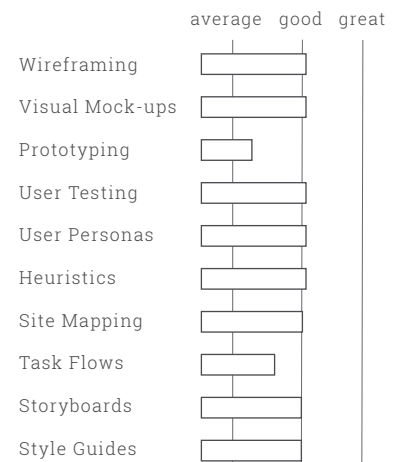 average good great
Wireframing
Visual Mock-ups
Prototyping
User Testing
User Personas
Heuristics
Site Mapping
Task Flows
Storyboards
Style Guides